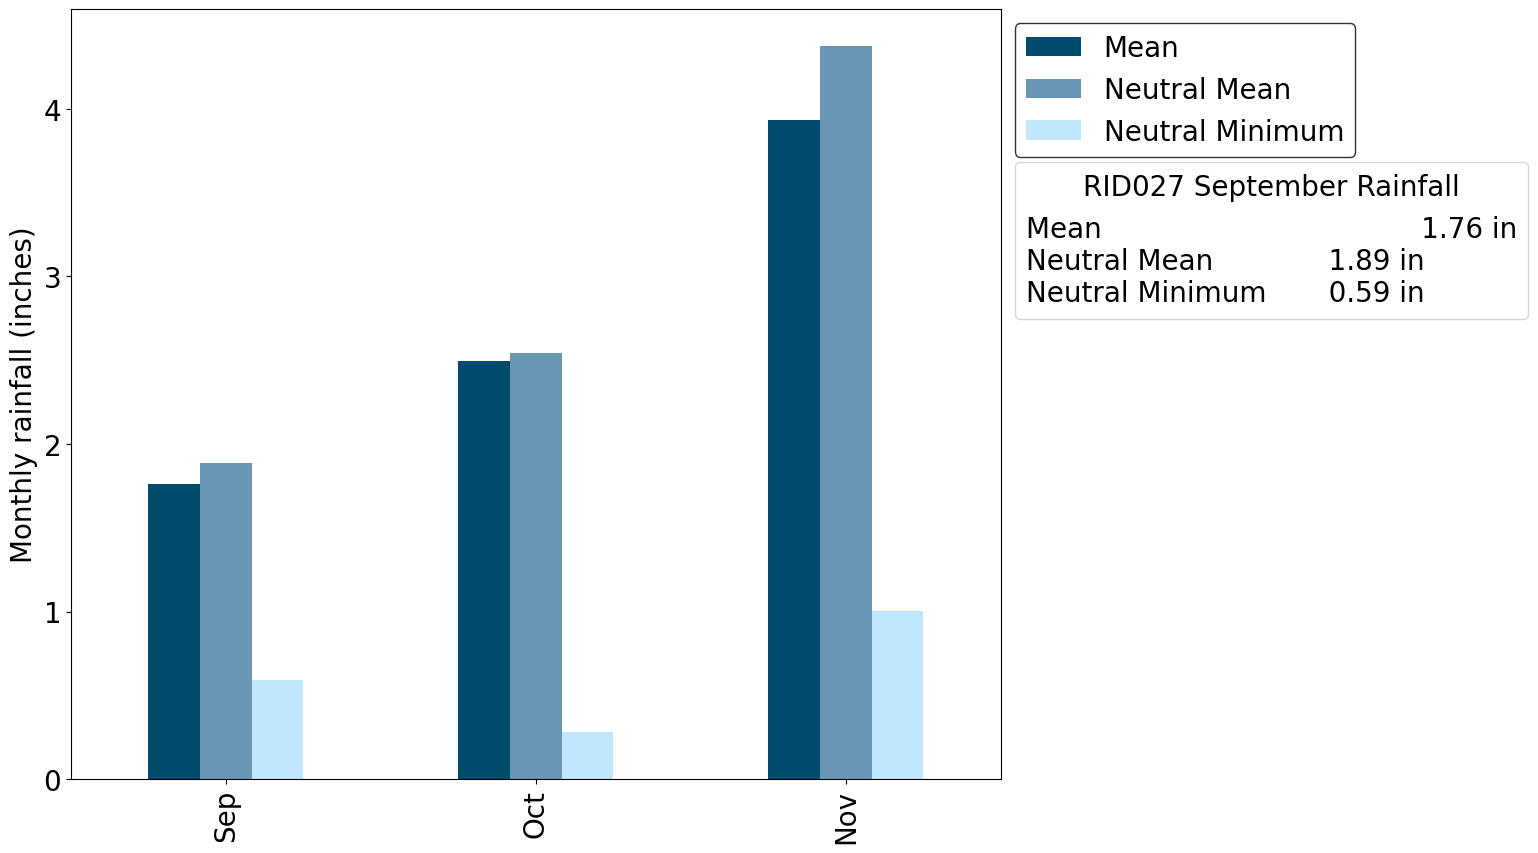 Monthly rainfall (inches)
4
3
2
1
0
Sep
Oct
Nov
Mean
Neutral Mean
Neutral Minimum
RID027 September Rainfall
Mean 1.76 in
Neutral Mean 1.89 in
Neutral Minimum 0.59 in